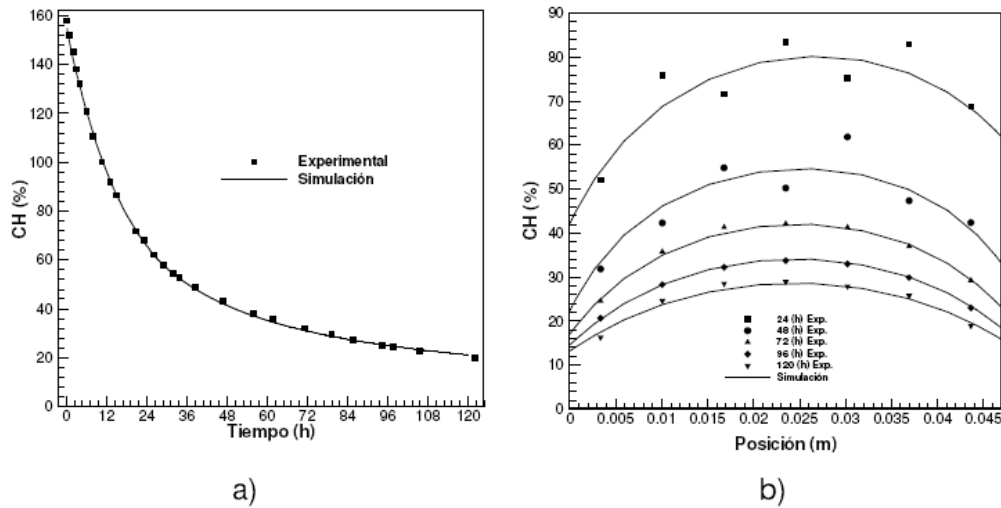 160
140
120
100
80
60
40
20
0
CH (%)
Experimental
Simulación
0 12 24 36 48 60 72 84 96 108 120
Tiempo (h)
a)
90
80
70
60
50
40
30
20
10
0
CH (%)
24 (h) Exp.
48 (h) Exp.
72 (h) Exp.
96 (h) Exp.
120 (h) Exp.
Simulación
0 0.005 0.01 0.015 0.02 0.025 0.03 0.035 0.04 0.045
Posición (m)
b)